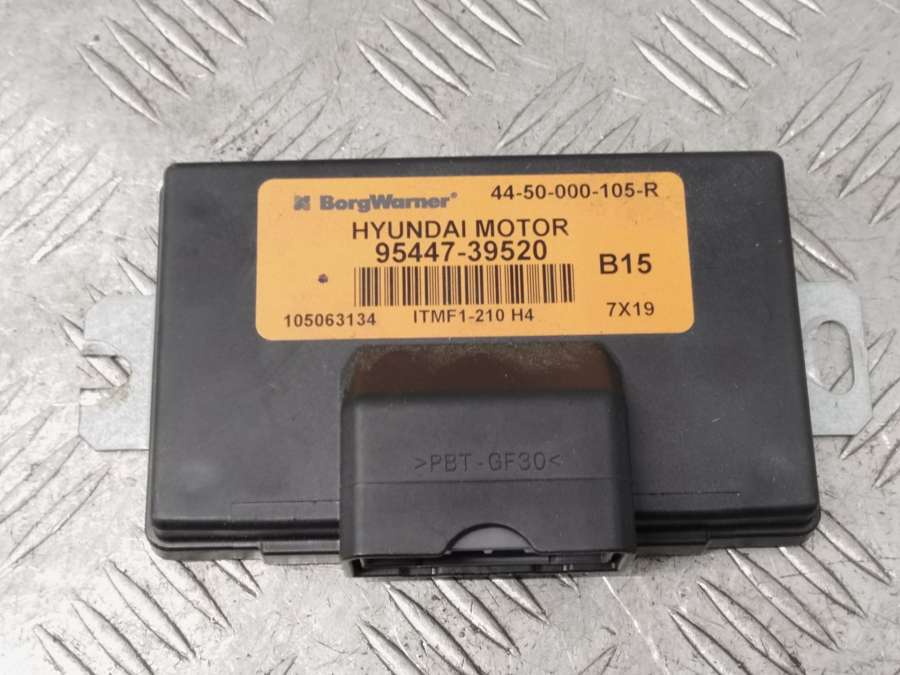 BorgWarner® 44-50-000-105-R
HYUNDAI MOTOR
95447-39520
B15
105063134 ITMF1-210 H4 7X19
>PBT-GF30<